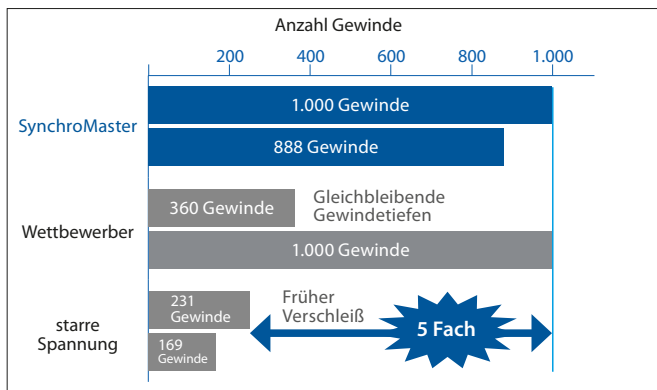 Anzahl Gewinde
200 400 600 800 1.000
SynchroMaster
1.000 Gewinde
888 Gewinde
Wettbewerber
360 Gewinde
Gleichbleibende
Gewindetiefen
1.000 Gewinde
starre
Spannung
231
Gewinde
169
Gewinde
Früher
Verschleiß
5 Fach